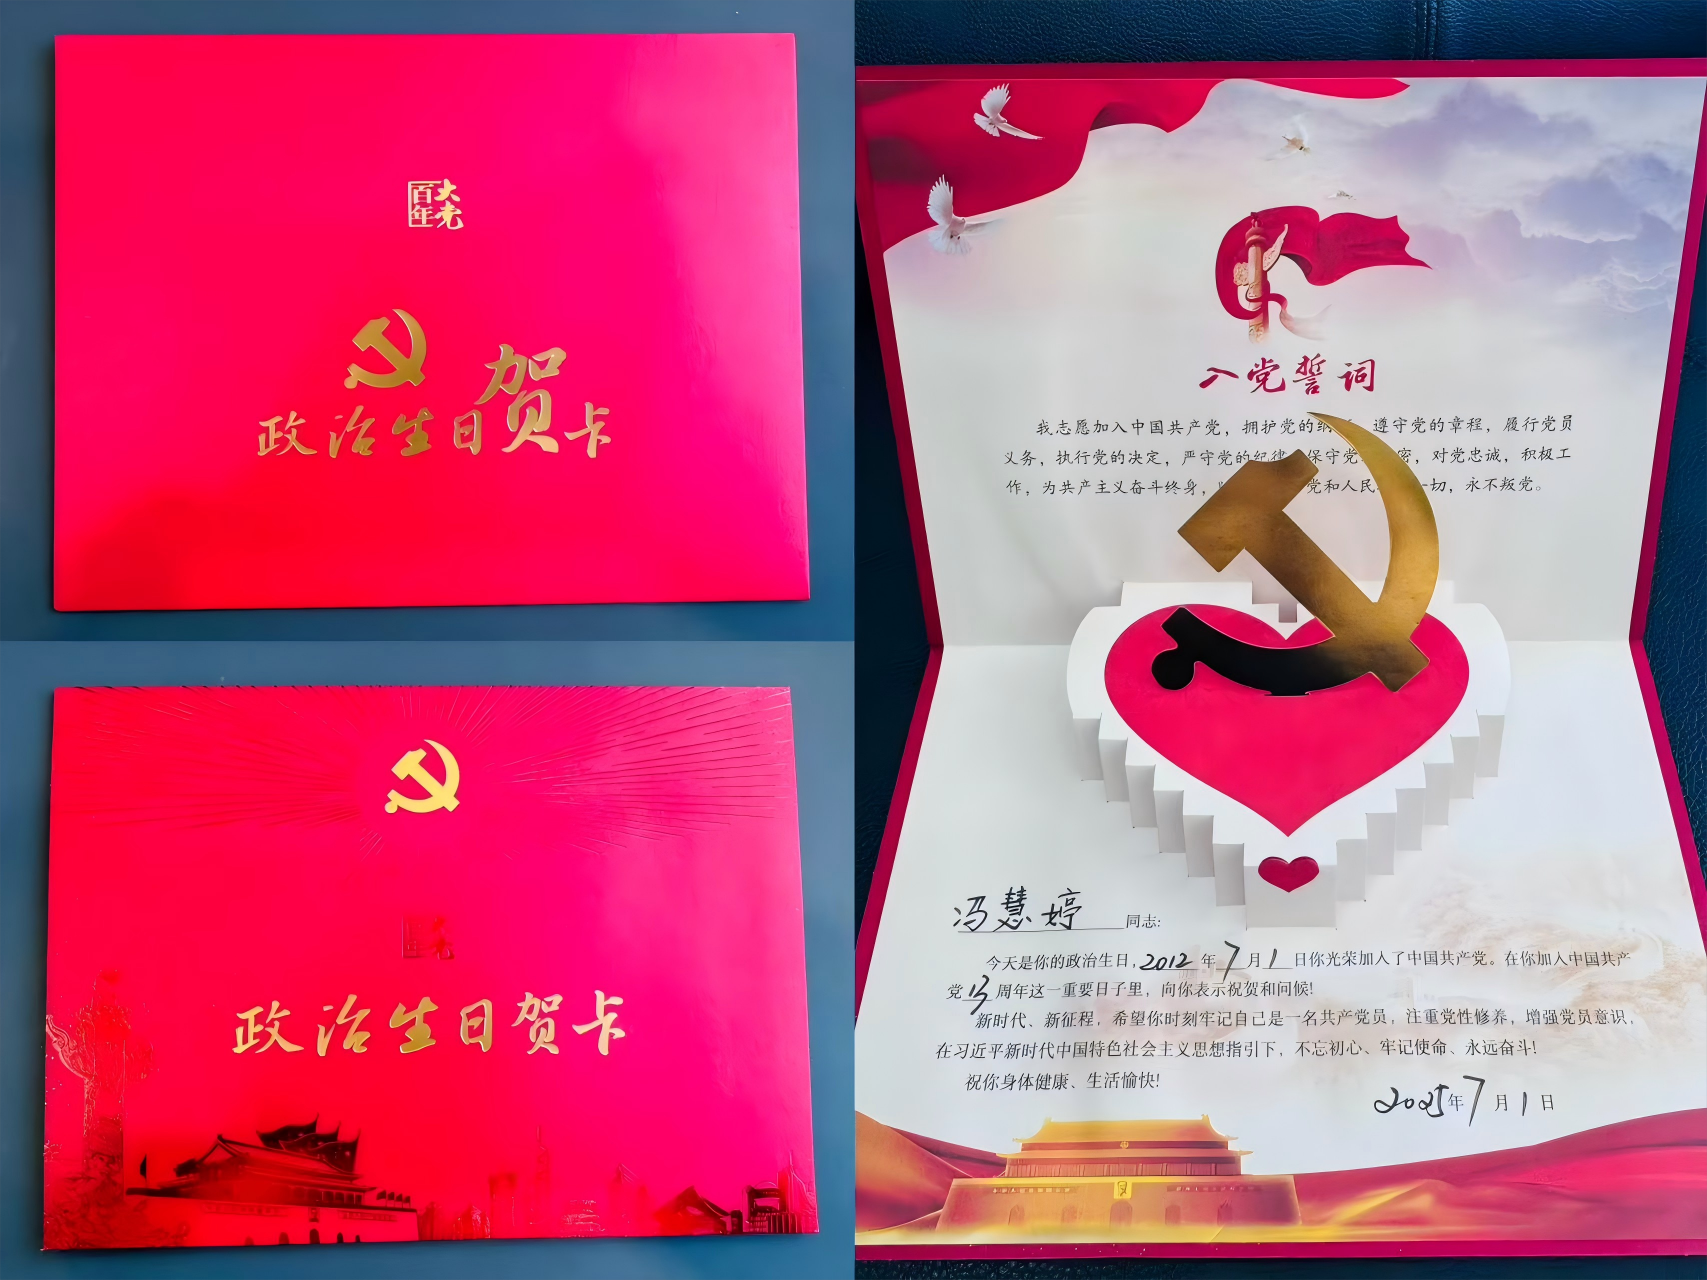 百年大党
政治生日贺卡
百年大党
政治生日贺卡
入党誓词
我志愿加入中国共产党，拥护党的纲 遵守党的章程，履行党员
义务，执行党的决定，严守党的纪律 保守党 密，对党忠诚，积极工
作，为共产主义奋斗终身， 党和人民 一切，永不叛党。
冯慧婷 同志:
今天是你的政治生日，2012年7月1日你光荣加入了中国共产党。在你加入中国共产
党13周年这一重要日子里，向你表示祝贺和问候!
新时代、新征程，希望你时刻牢记自己是一名共产党员，注重党性修养，增强党员意识，
在习近平新时代中国特色社会主义思想指引下，不忘初心、牢记使命、永远奋斗!
祝你身体健康、生活愉快!
2025年7月1日